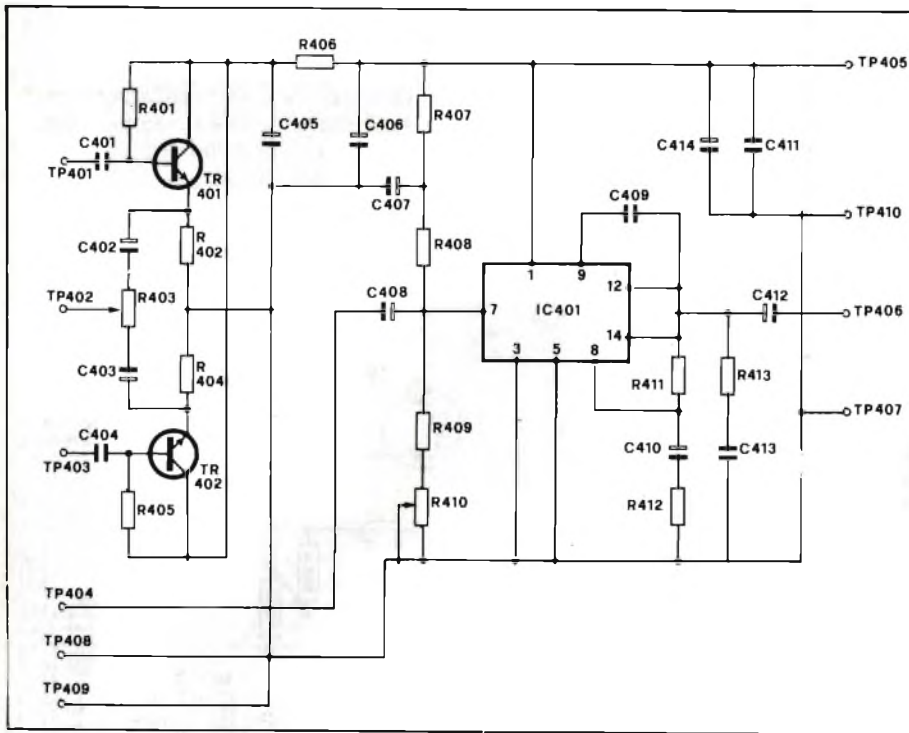 R406
TP405
R401
C405
C406
R407
C414
C411
C401
TP401
TR
401
C407
TP410
C409
C402
R
402
R408
1
9
C408
12
C412
TP402
R403
7
IC401
TP406
14
3
5
8
R
404
R411
R413
C403
C404
R409
TP407
TP403
TR
402
C410
C413
R405
R410
R412
TP404
TP408
TP409